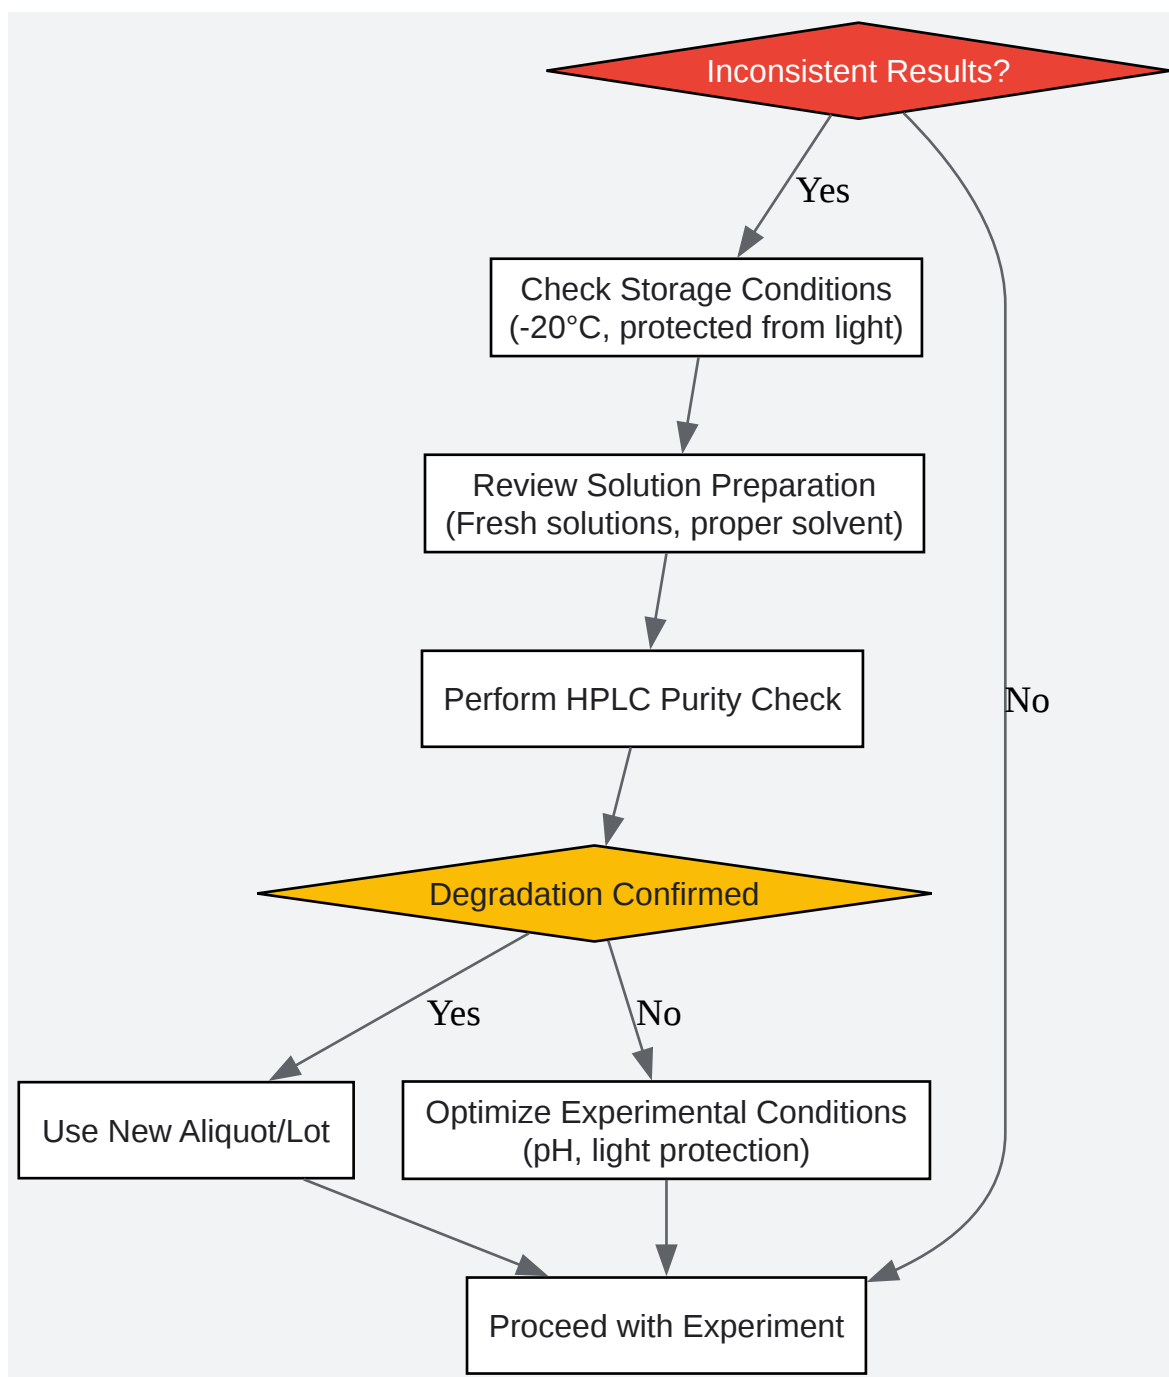 Inconsistent Results?
Yes
Check Storage Conditions
(-20°C, protected from light)
Review Solution Preparation
(Fresh solutions, proper solvent)
Perform HPLC Purity Check
No
Degradation Confirmed
Yes
No
Use New Aliquot/Lot
Optimize Experimental Conditions
(pH, light protection)
Proceed with Experiment